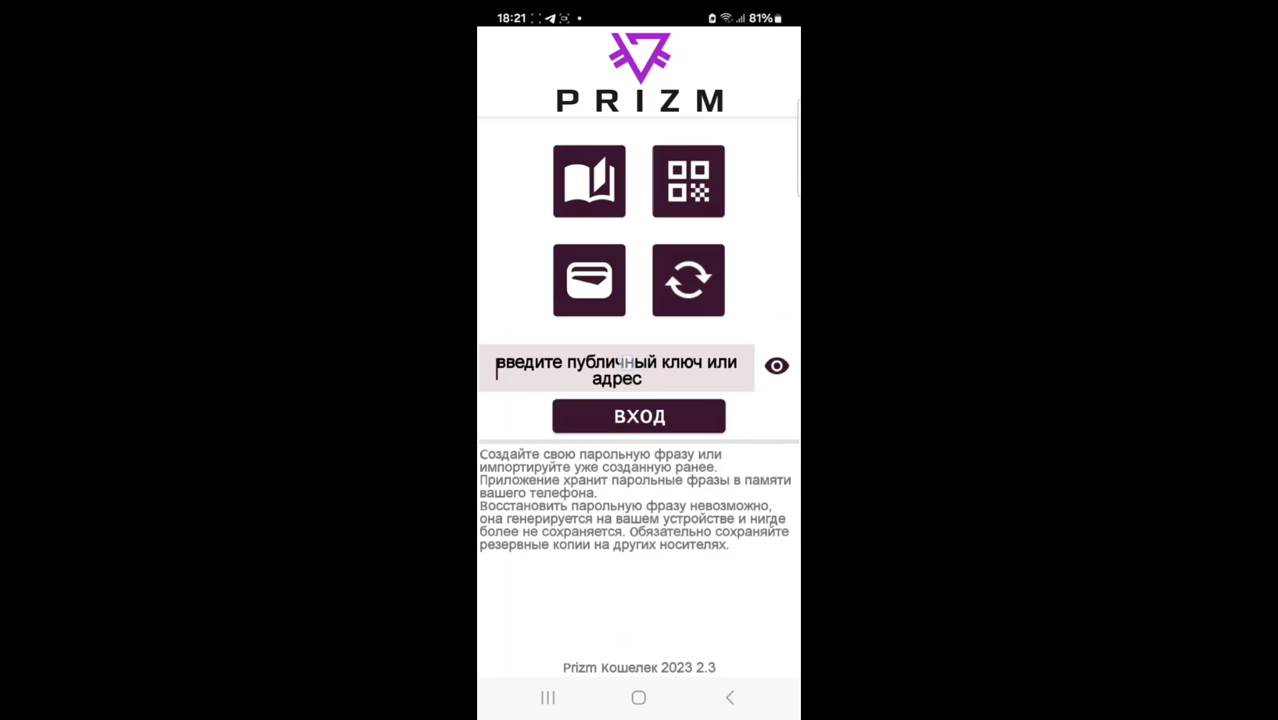 18:21
81%
PRIZM
введите публичный ключ или
адрес
ВХОД
Создайте свою парольную фразу или
импортируйте уже созданную ранее.
Приложение хранит парольные фразы в памяти
вашего телефона.
Восстановить парольную фразу невозможно,
она генерируется на вашем устройстве и нигде
более не сохраняется. Обязательно сохраняйте
резервные копии на других носителях.
Prizm Кошелек 2023 2.3